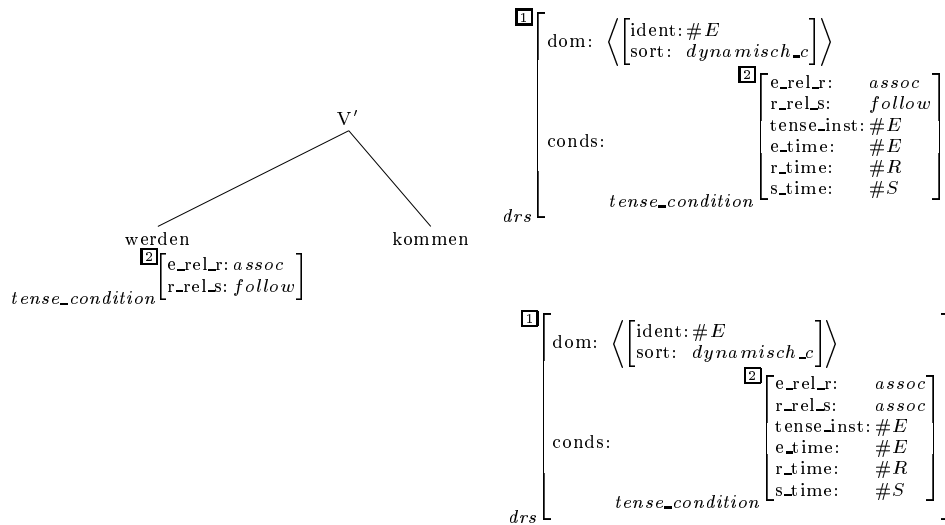 V′
werden kommen
2 e_rel_r: assoc
r_rel_s: follow
tense_condition
1
dom: ⟨[ident: #E
sort: dynamisch_c]⟩
2 e_rel_r: assoc
r_rel_s: follow
tense_inst: #E
conds: e_time: #E
r_time: #R
s_time: #S
tense_condition
drs
1
dom: ⟨[ident: #E
sort: dynamisch_c]⟩
2 e_rel_r: assoc
r_rel_s: assoc
tense_inst: #E
conds: e_time: #E
r_time: #R
s_time: #S
tense_condition
drs